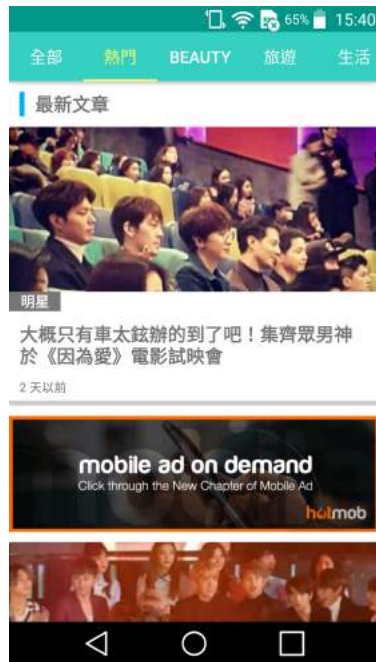 65% 15:40
全部 熱門 BEAUTY 旅遊 生活
最新文章
明星
大概只有車太鉉辦的到了吧！集齊眾男神
於《因為愛》電影試映會
2 天以前
mobile ad on demand
Click through the New Chapter of Mobile Ad
hotmob